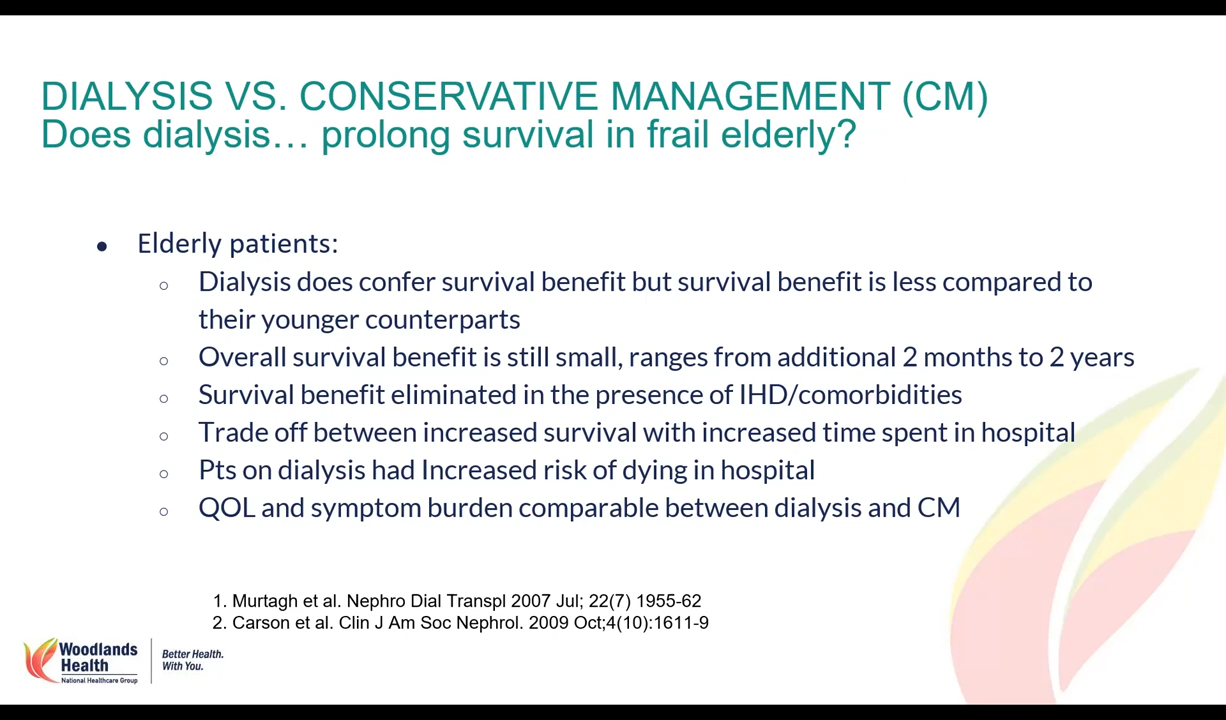 DIALYSIS VS. CONSERVATIVE MANAGEMENT (CM)
Does dialysis… prolong survival in frail elderly?
● Elderly patients:
○ Dialysis does confer survival benefit but survival benefit is less compared to
their younger counterparts
○ Overall survival benefit is still small, ranges from additional 2 months to 2 years
○ Survival benefit eliminated in the presence of IHD/comorbidities
○ Trade off between increased survival with increased time spent in hospital
○ Pts on dialysis had Increased risk of dying in hospital
○ QOL and symptom burden comparable between dialysis and CM
1. Murtagh et al. Nephro Dial Transpl 2007 Jul; 22(7) 1955-62
2. Carson et al. Clin J Am Soc Nephrol. 2009 Oct;4(10):1611-9
Woodlands
Health
National Healthcare Group
Better Health.
With You.